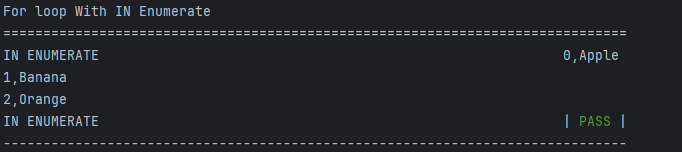 For loop With IN Enumerate
==============================================================================
IN ENUMERATE                                                          0,Apple
1,Banana
2,Orange
IN ENUMERATE                                                          | PASS |
------------------------------------------------------------------------------